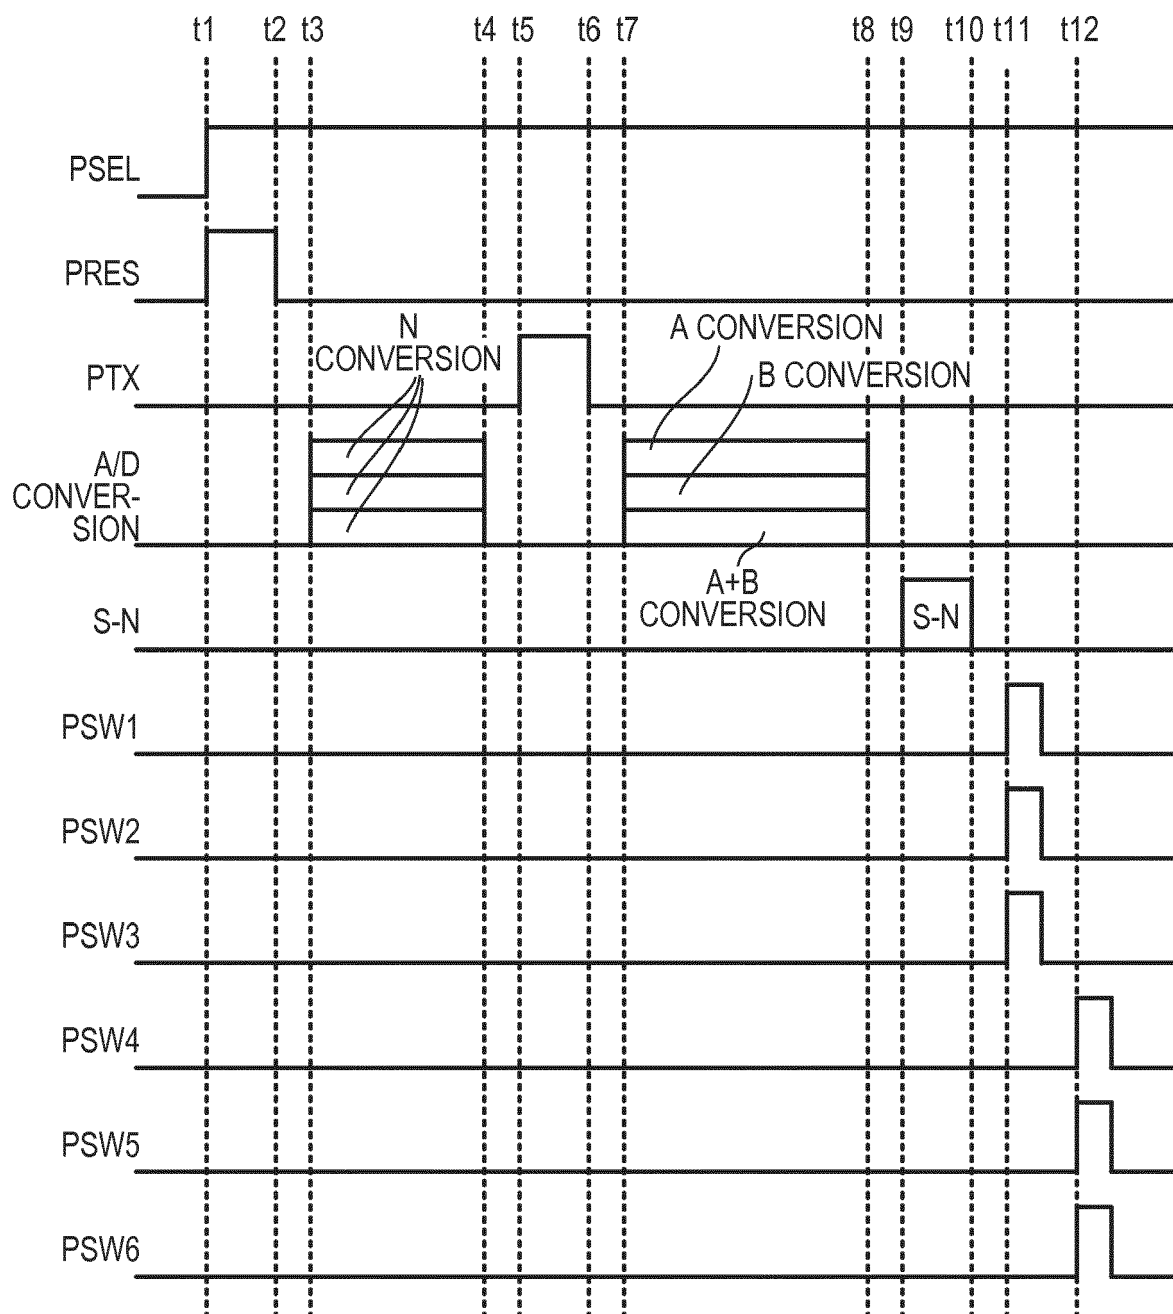 t1 t2 t3 t4 t5 t6 t7 t8 t9 t10 t11 t12
PSEL
PRES
N
CONVERSION
A CONVERSION
B CONVERSION
PTX
A/D
CONVER-
SION
A+B
CONVERSION
S-N
S-N
PSW1
PSW2
PSW3
PSW4
PSW5
PSW6